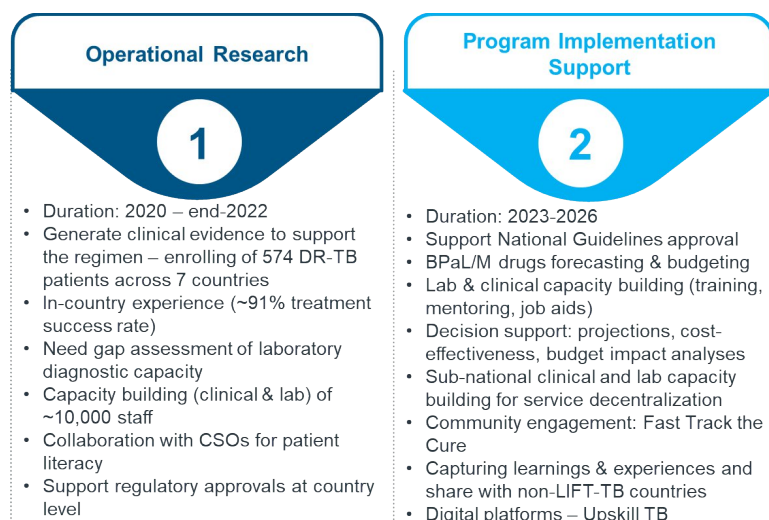 Operational Research
1
• Duration: 2020 – end-2022
• Generate clinical evidence to support
the regimen – enrolling of 574 DR-TB
patients across 7 countries
• In-country experience (~91% treatment
success rate)
• Need gap assessment of laboratory
diagnostic capacity
• Capacity building (clinical & lab) of
~10,000 staff
• Collaboration with CSOs for patient
literacy
• Support regulatory approvals at country
level
Program Implementation
Support
2
• Duration: 2023-2026
• Support National Guidelines approval
• BPaL/M drugs forecasting & budgeting
• Lab & clinical capacity building (training,
mentoring, job aids)
• Decision support: projections, cost-
effectiveness, budget impact analyses
• Sub-national clinical and lab capacity
building for service decentralization
• Community engagement: Fast Track the
Cure
• Capturing learnings & experiences and
share with non-LIFT-TB countries
• Digital platforms – Upskill TB